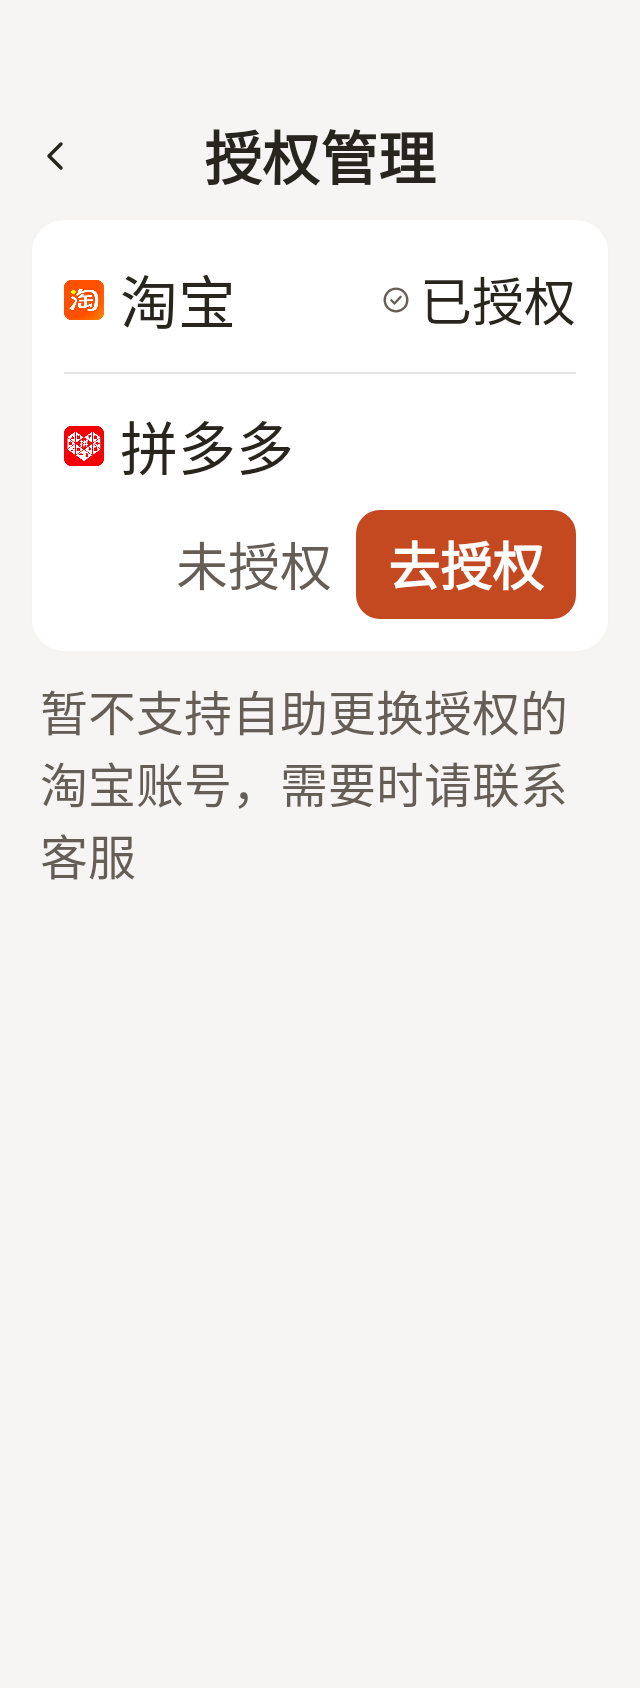 授权管理
淘 淘宝 已授权
拼多多
未授权 去授权
暂不支持自助更换授权的
淘宝账号，需要时请联系
客服